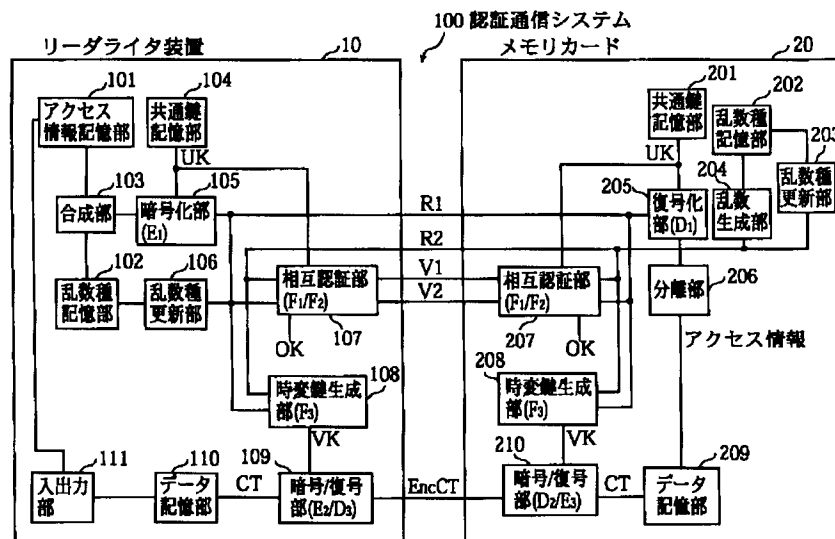 100 認証通信システム
リーダライタ装置
10
101
アクセス
情報記憶部
104
共通鍵
記憶部
UK
103
合成部
105
暗号化部
(E1)
102
乱数種
記憶部
106
乱数種
更新部
相互認証部
(F1/F2)
107
OK
108
時変鍵生成
部(F3)
VK
111
入出力
部
110
データ
記憶部
CT
109
暗号/復号
部(E2/D3)
R1
R2
V1
V2
EncCT
メモリカード
20
201
共通鍵
記憶部
UK
202
乱数種
記憶部
203
乱数種
更新部
204
乱数
生成部
205
復号化
部(D1)
206
分離部
アクセス情報
相互認証部
(F1/F2)
207
OK
208
時変鍵生成
部(F3)
VK
210
暗号/復号
部(D2/E3)
CT
209
データ
記憶部